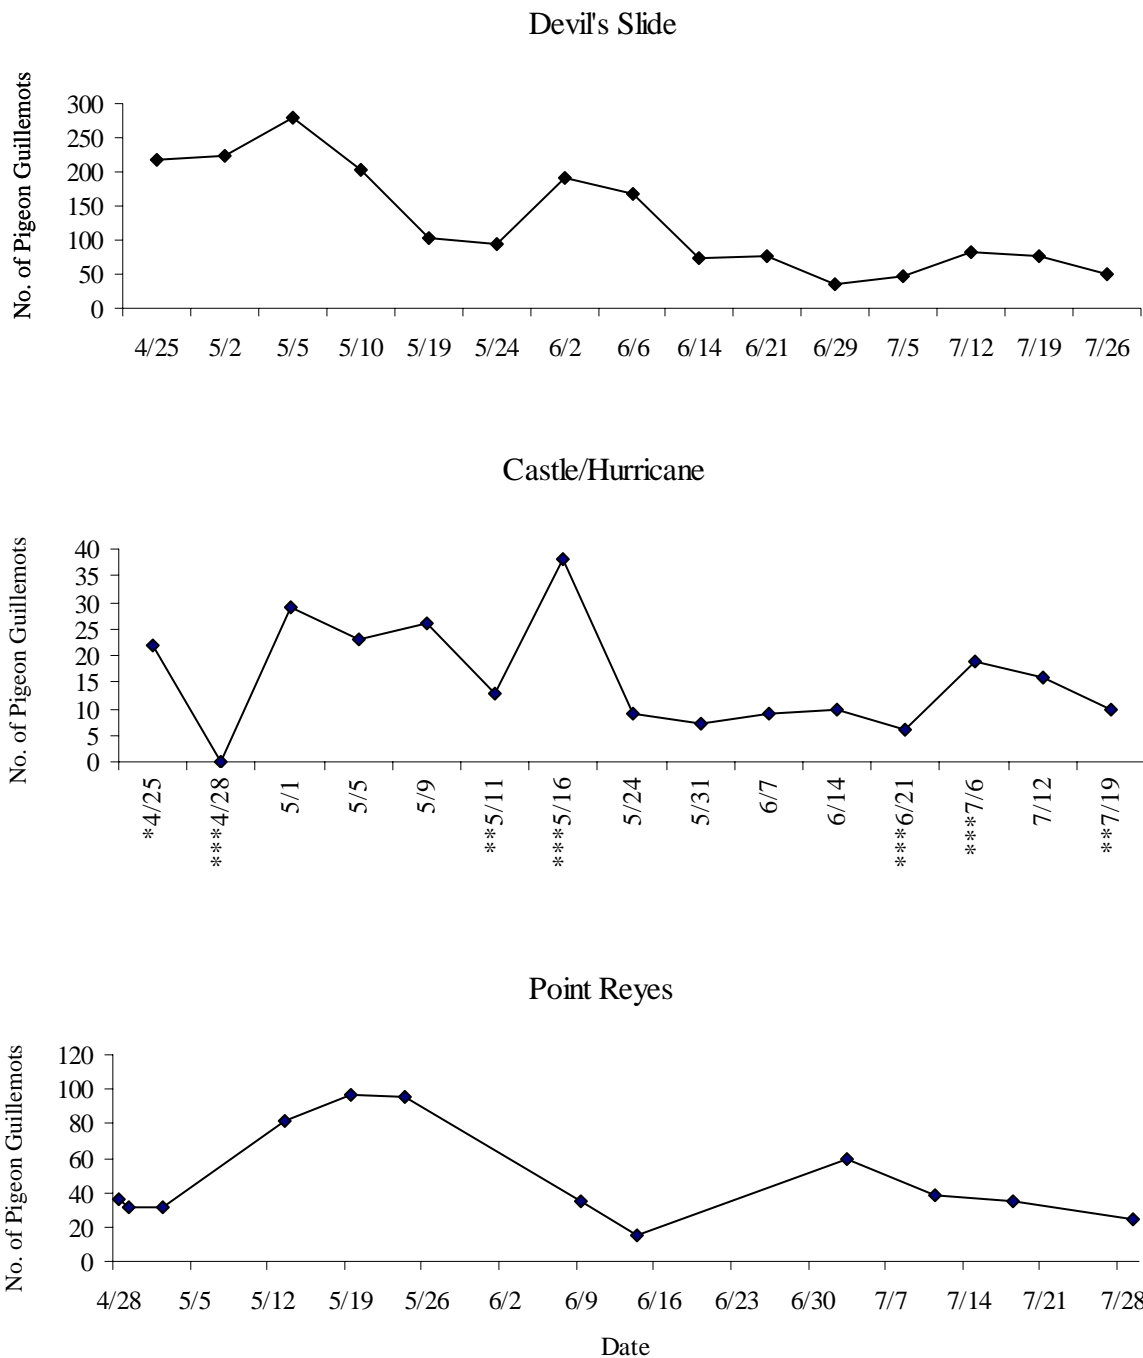 Devil's Slide
No. of Pigeon Guillemots
300
250
200
150
100
50
0
4/25 5/2 5/5 5/10 5/19 5/24 6/2 6/6 6/14 6/21 6/29 7/5 7/12 7/19 7/26
Castle/Hurricane
No. of Pigeon Guillemots
40
35
30
25
20
15
10
5
0
*4/25 ***4/28 5/1 5/5 5/9 **5/11 ***5/16 5/24 5/31 6/7 6/14 ***6/21 ***7/6 7/12 **7/19
Point Reyes
No. of Pigeon Guillemots
120
100
80
60
40
20
0
4/28 5/5 5/12 5/19 5/26 6/2 6/9 6/16 6/23 6/30 7/7 7/14 7/21 7/28
Date